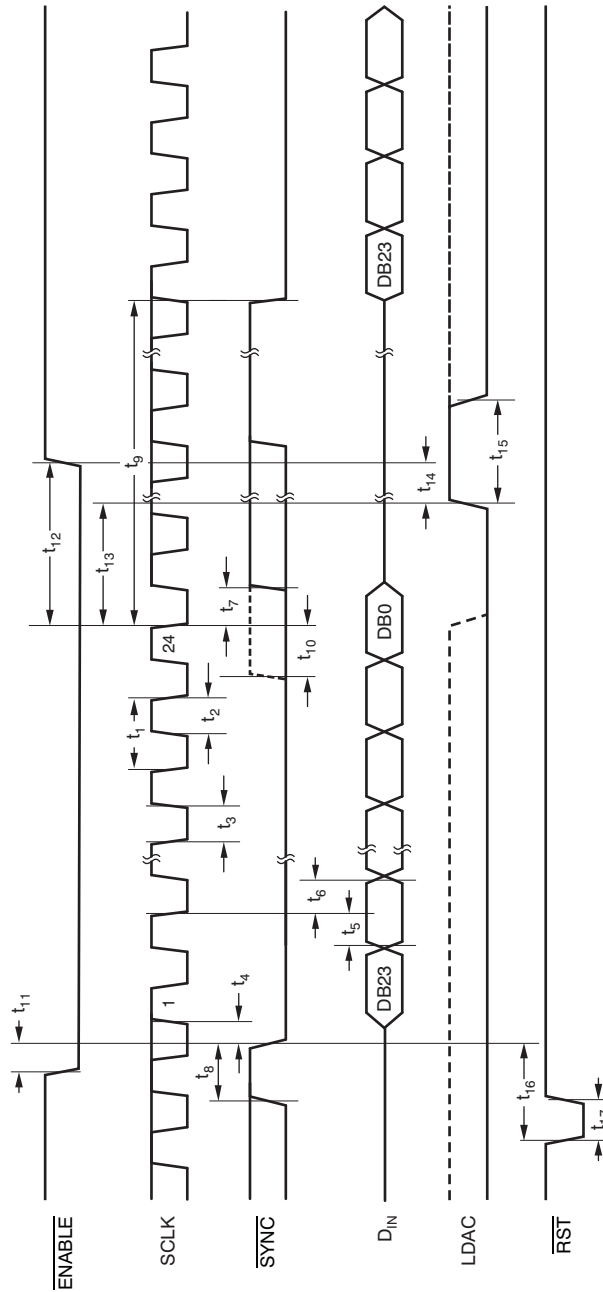 ENABLE
t11
t12
SCLK
1
24
t1
t2
t3
t13
t9
SYNC
t8
t4
t10
t7
DIN
DB23
t5
t6
DB0
DB23
LDAC
t14
t15
RST
t16
t17